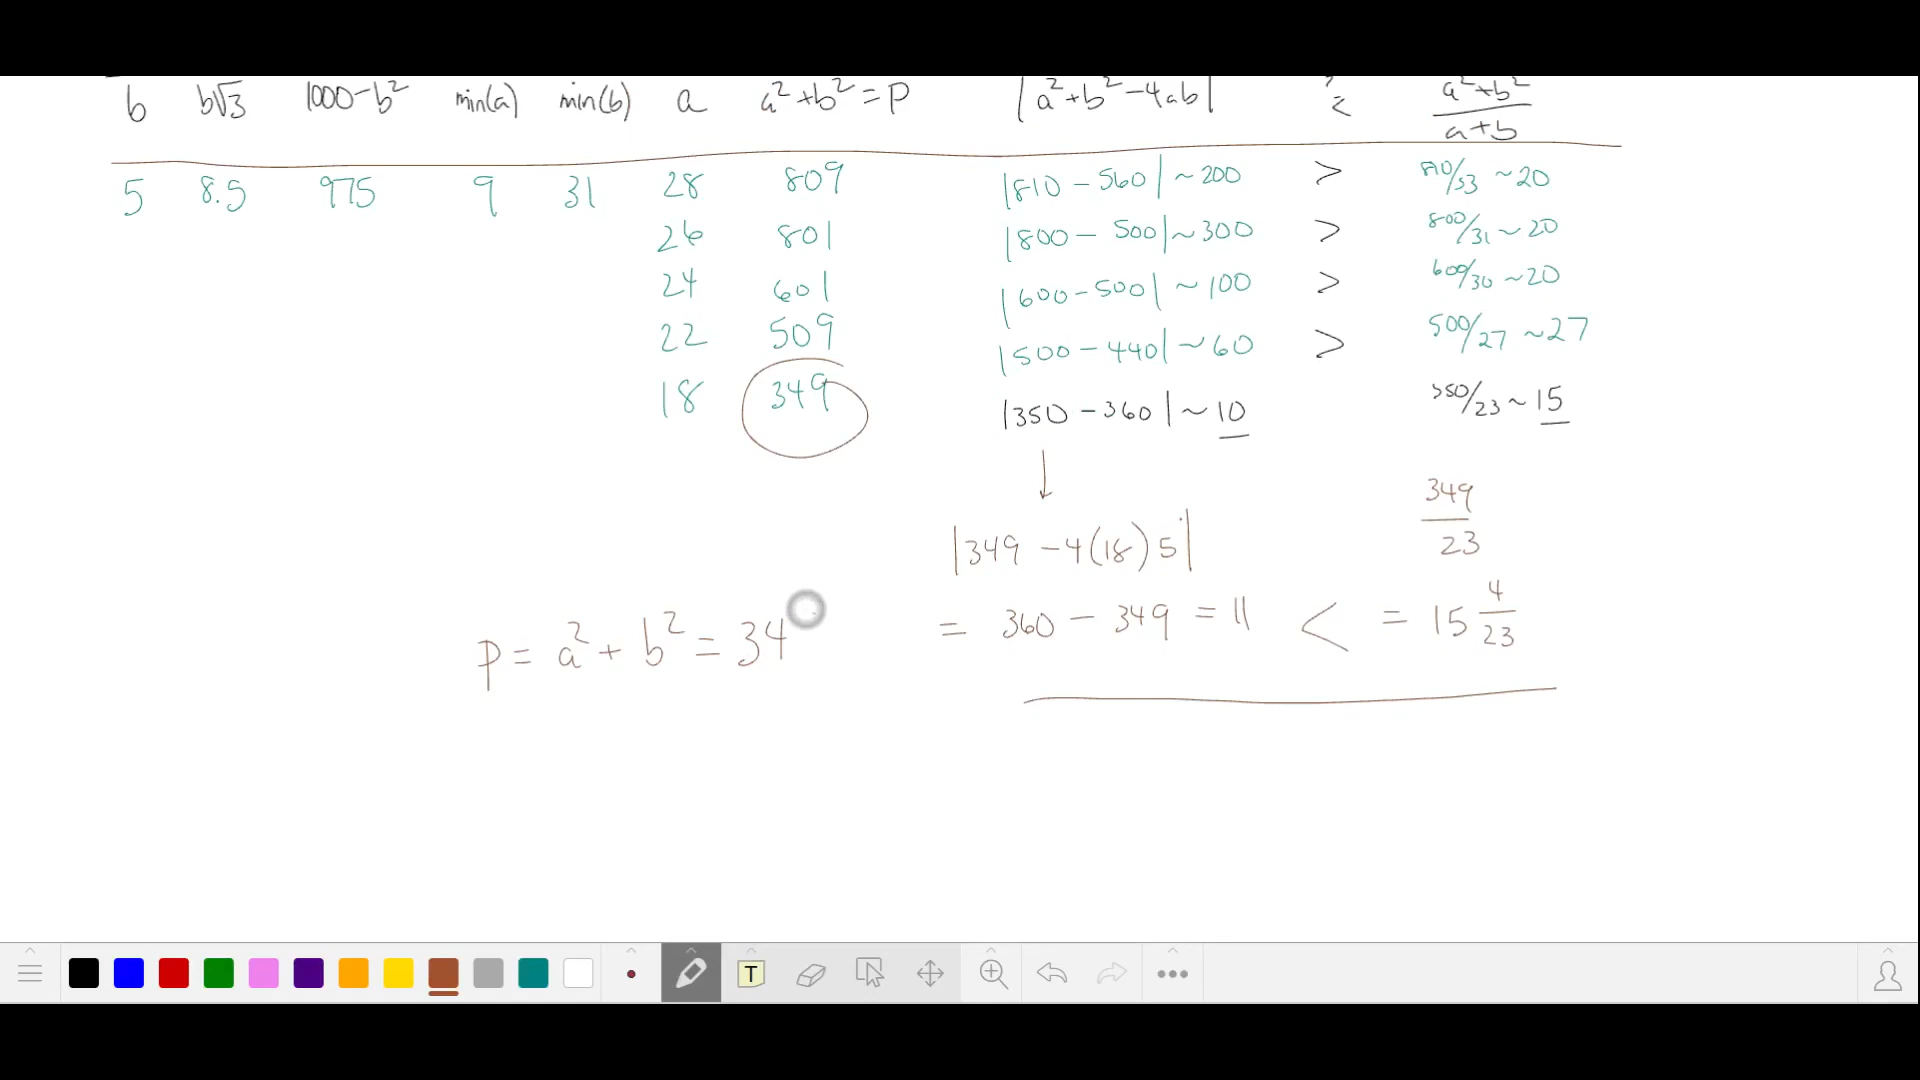 b b√3 1000-b² min(a) min(b) a a²+b²=p |a²+b²-4ab| ?< a²+b²/a+b
5 8.5 975 9 31 28 809 |810-560|~200 > /33 ~20
26 801 |800-500|~300 > 800/31 ~20
24 601 |600-500|~100 > 600/30 ~20
22 509 |500-440|~60 > 500/27 ~27
18 349 |350-360|~10 350/23 ~15
↓ 349/23
|349-4(18)5|
= 360-349 = 11 < = 15 4/23
p = a²+b² = 34
T